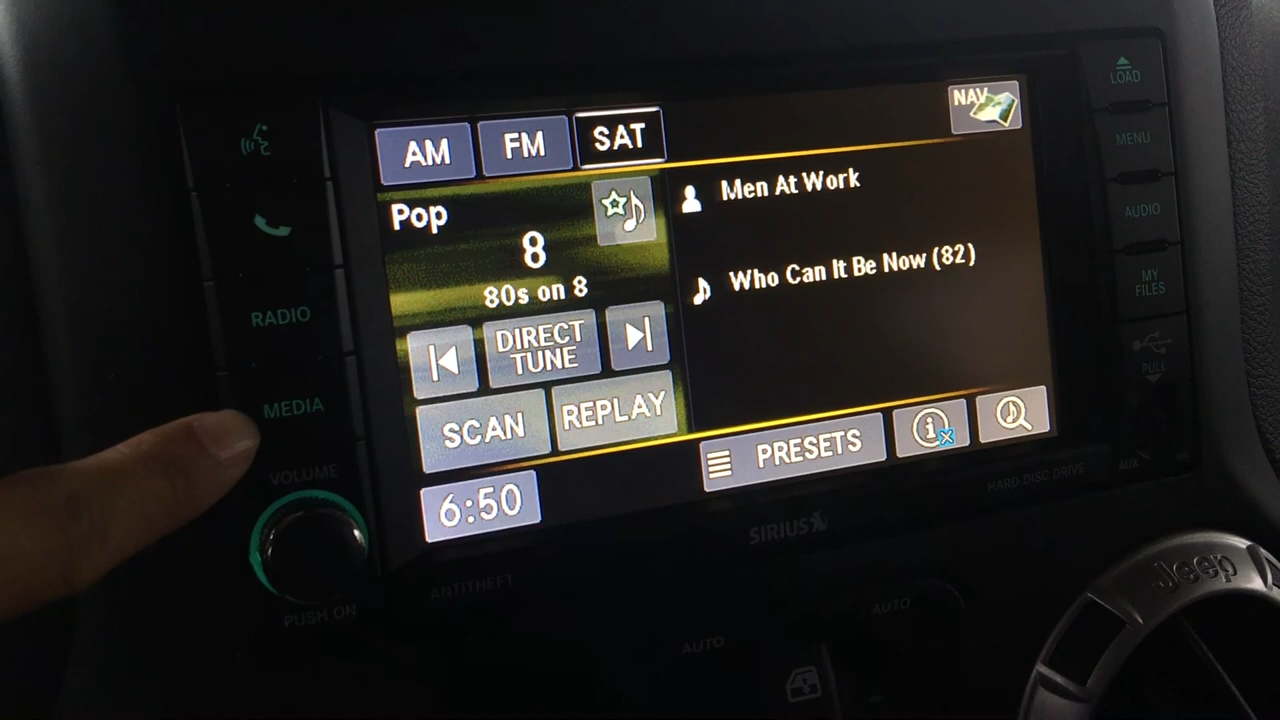 AM
FM
SAT
NAV
Pop
8
80s on 8
DIRECT
TUNE
SCAN
REPLAY
6:50
Men At Work
Who Can It Be Now (82)
PRESETS
RADIO
MEDIA
VOLUME
PUSH ON
LOAD
MENU
AUDIO
MY
FILES
PULL
AUX
HARD DISC DRIVE
SIRIUS
ANTITHEFT
AUTO
AUTO
Jeep